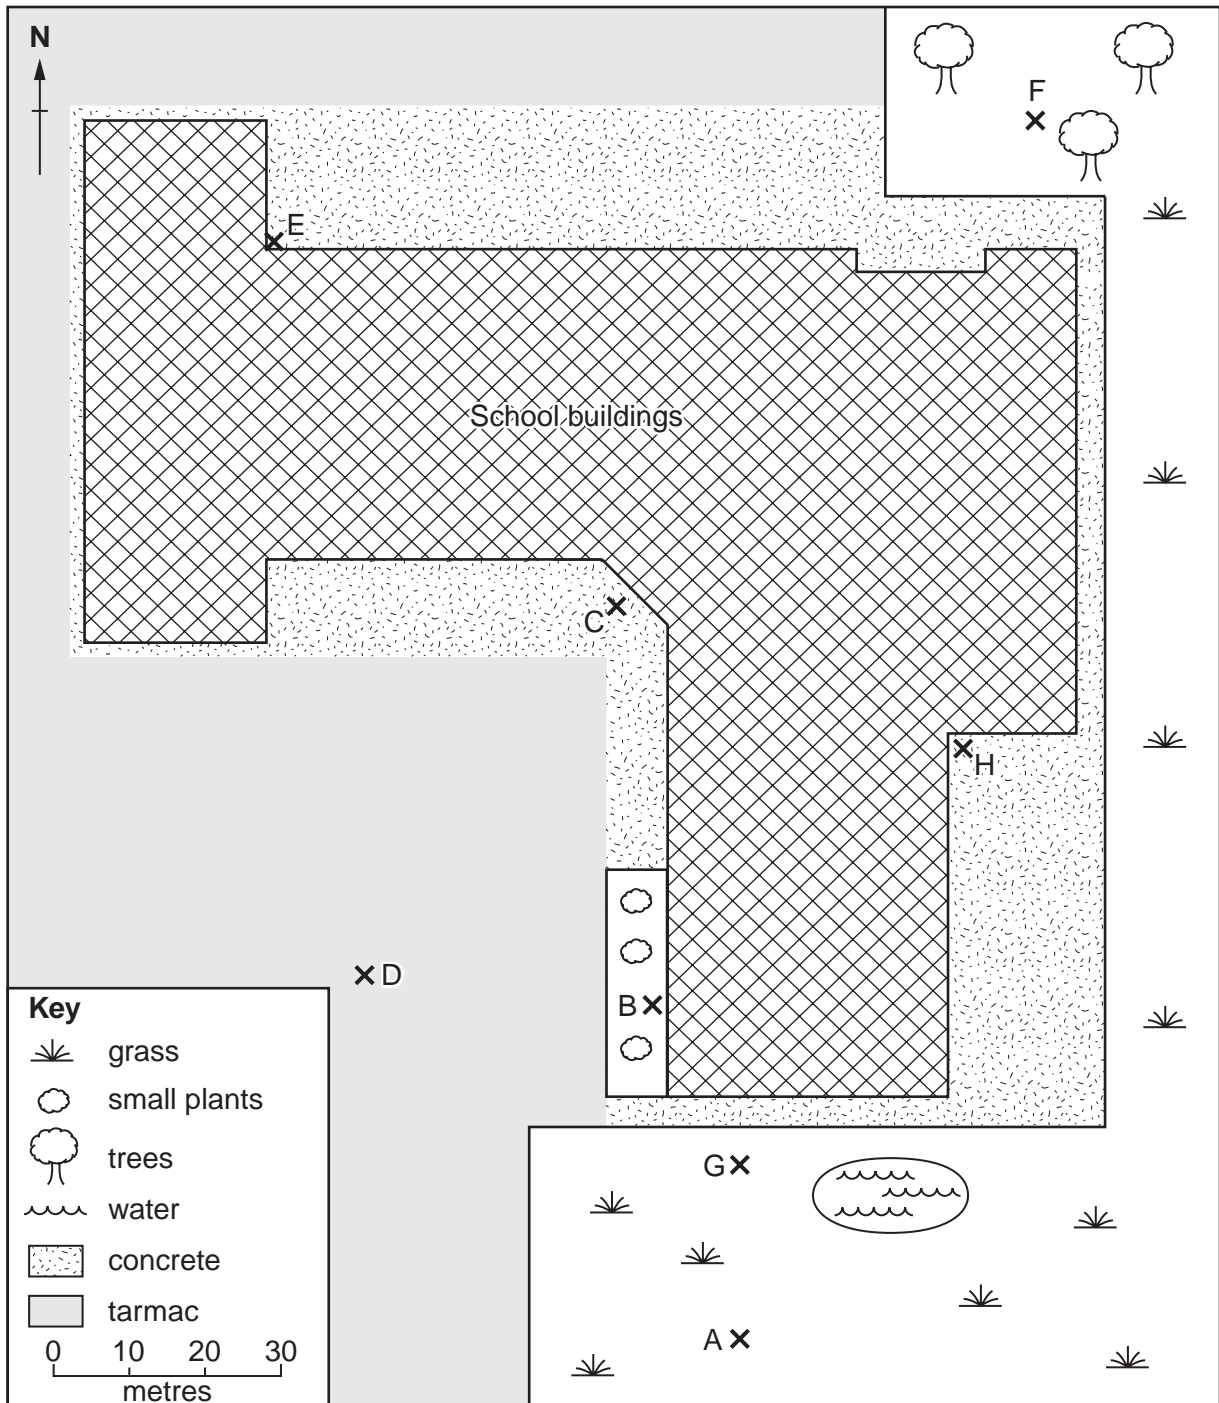 N
F
E
School buildings
C
H
D
B
Key
grass
small plants
trees
water
concrete
tarmac
0 10 20 30
metres
G
A